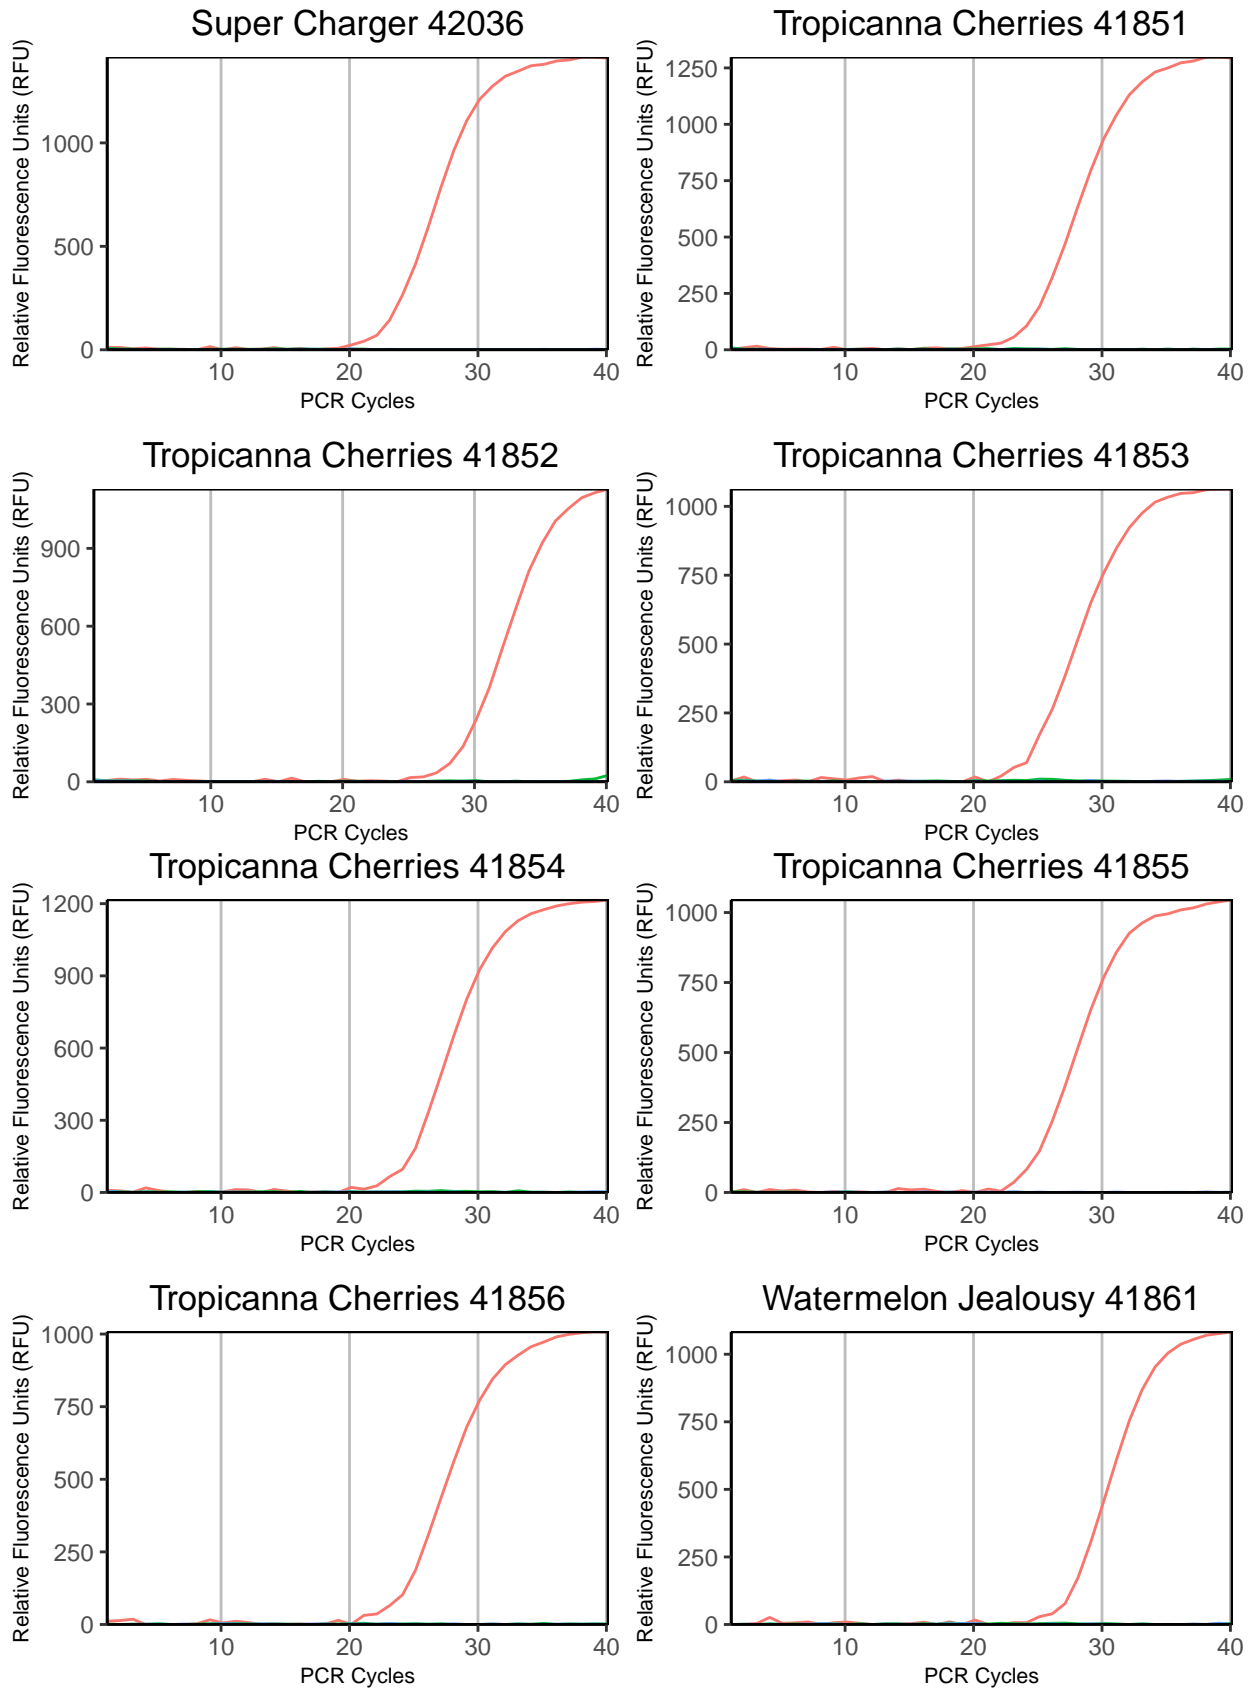 Super Charger 42036
Relative Fluorescence Units (RFU)
1000
500
0
10 20 30 40
PCR Cycles
Tropicanna Cherries 41851
Relative Fluorescence Units (RFU)
1250
1000
750
500
250
0
10 20 30 40
PCR Cycles
Tropicanna Cherries 41852
Relative Fluorescence Units (RFU)
900
600
300
0
10 20 30 40
PCR Cycles
Tropicanna Cherries 41853
Relative Fluorescence Units (RFU)
1000
750
500
250
0
10 20 30 40
PCR Cycles
Tropicanna Cherries 41854
Relative Fluorescence Units (RFU)
1200
900
600
300
0
10 20 30 40
PCR Cycles
Tropicanna Cherries 41855
Relative Fluorescence Units (RFU)
1000
750
500
250
0
10 20 30 40
PCR Cycles
Tropicanna Cherries 41856
Relative Fluorescence Units (RFU)
1000
750
500
250
0
10 20 30 40
PCR Cycles
Watermelon Jealousy 41861
Relative Fluorescence Units (RFU)
1000
750
500
250
0
10 20 30 40
PCR Cycles